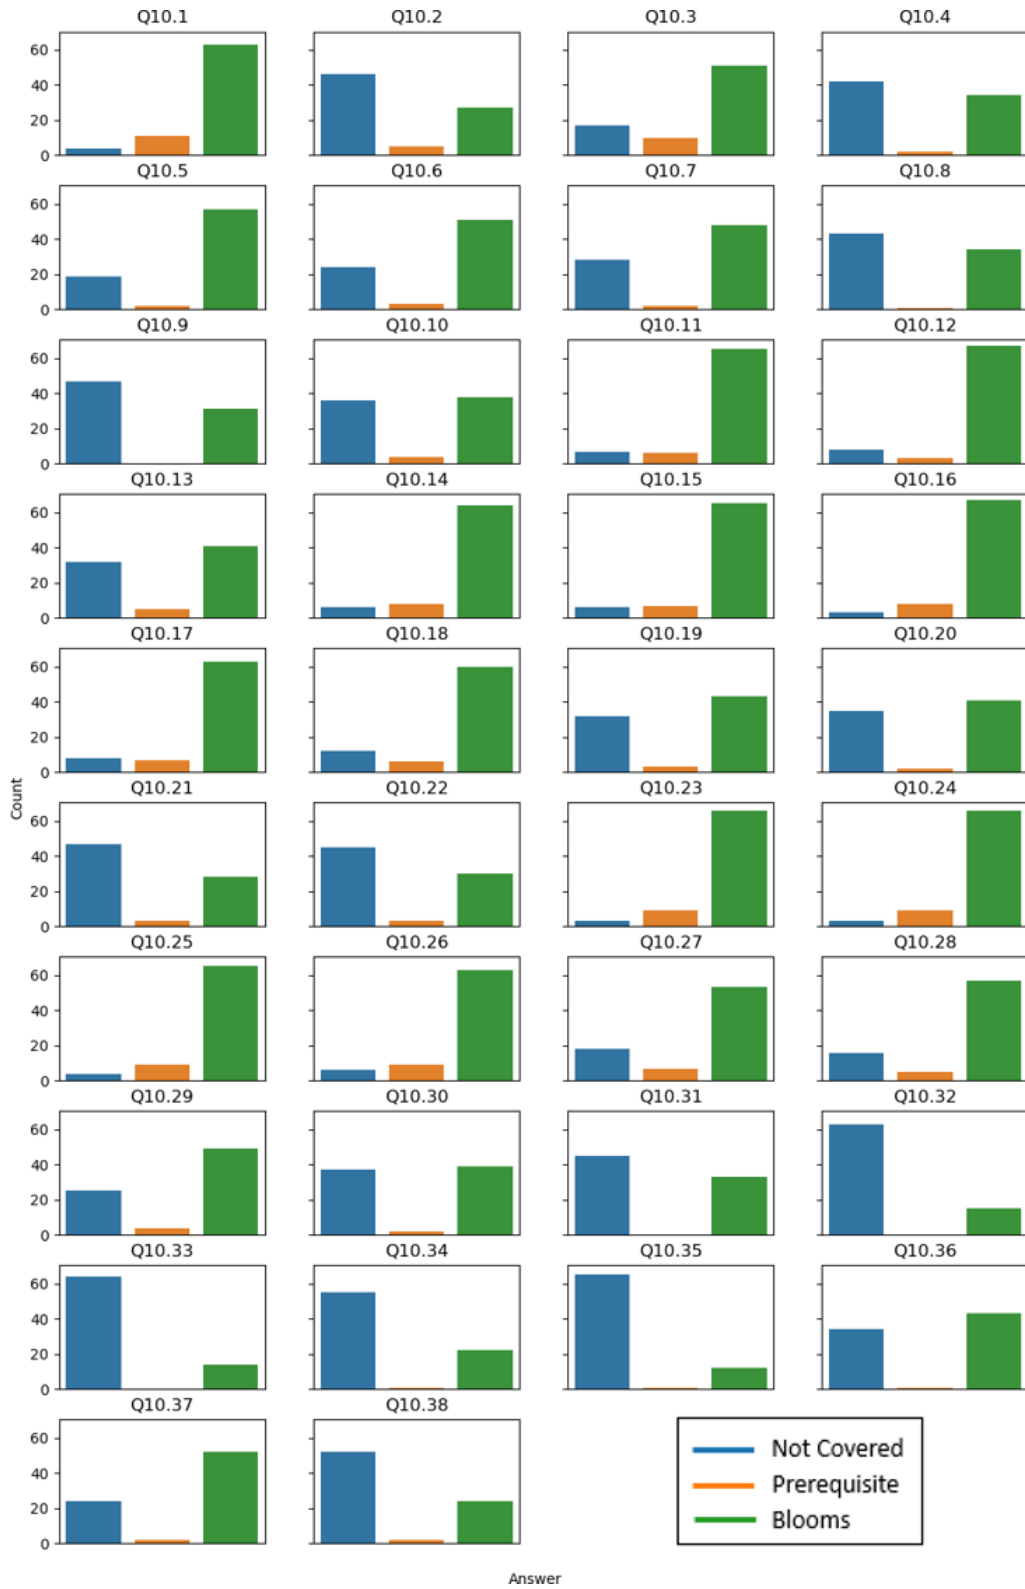 Q10.1 Q10.2 Q10.3 Q10.4
60
40
20
0
Q10.5 Q10.6 Q10.7 Q10.8
60
40
20
0
Q10.9 Q10.10 Q10.11 Q10.12
60
40
20
0
Q10.13 Q10.14 Q10.15 Q10.16
60
40
20
0
Q10.17 Q10.18 Q10.19 Q10.20
60
40
20
0
Count
Q10.21 Q10.22 Q10.23 Q10.24
60
40
20
0
Q10.25 Q10.26 Q10.27 Q10.28
60
40
20
0
Q10.29 Q10.30 Q10.31 Q10.32
60
40
20
0
Q10.33 Q10.34 Q10.35 Q10.36
60
40
20
0
Q10.37 Q10.38
60
40
20
0
Not Covered
Prerequisite
Blooms
Answer